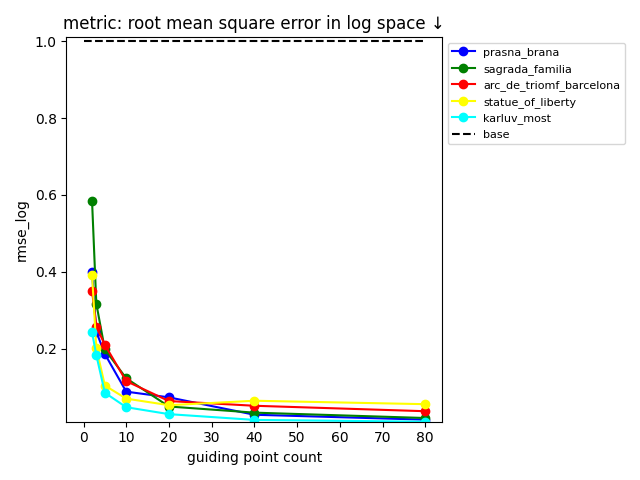 metric: root mean square error in log space ↓
1.0
0.8
0.6
0.4
0.2
rmse_log
0 10 20 30 40 50 60 70 80
guiding point count
prasna_brana
sagrada_familia
arc_de_triomf_barcelona
statue_of_liberty
karluv_most
base